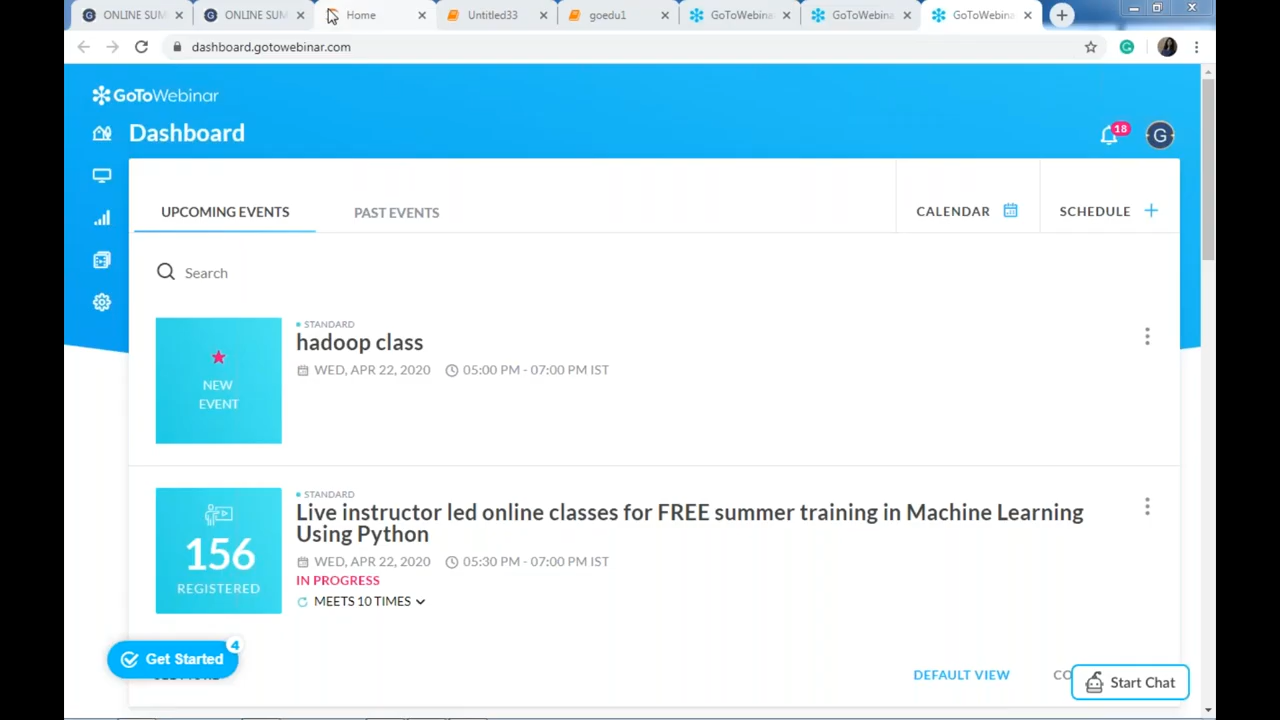 ONLINE SUM
ONLINE SUM
Home
Untitled33
goedu1
GoToWebina
GoToWebina
GoToWebina
dashboard.gotowebinar.com
GoToWebinar
Dashboard
18
G
UPCOMING EVENTS
PAST EVENTS
CALENDAR
SCHEDULE
Search
STANDARD
hadoop class
WED, APR 22, 2020 05:00 PM - 07:00 PM IST
NEW
EVENT
STANDARD
Live instructor led online classes for FREE summer training in Machine Learning
Using Python
WED, APR 22, 2020 05:30 PM - 07:00 PM IST
IN PROGRESS
MEETS 10 TIMES
156
REGISTERED
Get Started
4
DEFAULT VIEW
CO
Start Chat